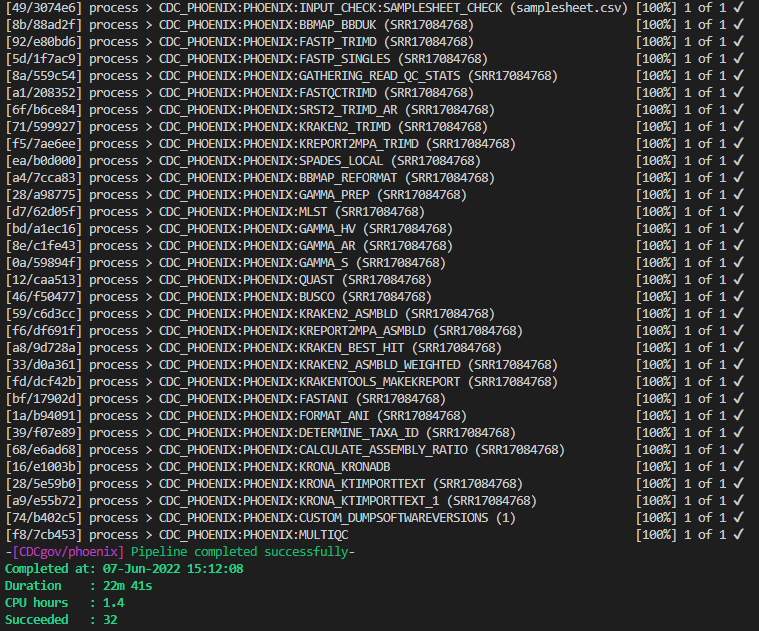 [49/3074e6] process > CDC_PHOENIX:PHOENIX:INPUT_CHECK:SAMPLESHEET_CHECK (samplesheet.csv) [100%] 1 of 1 ✔
[8b/88ad2f] process > CDC_PHOENIX:PHOENIX:BBMAP_BBDUK (SRR17084768) [100%] 1 of 1 ✔
[92/e80bd6] process > CDC_PHOENIX:PHOENIX:FASTP_TRIMD (SRR17084768) [100%] 1 of 1 ✔
[5d/1f7ac9] process > CDC_PHOENIX:PHOENIX:FASTP_SINGLES (SRR17084768) [100%] 1 of 1 ✔
[8a/559c54] process > CDC_PHOENIX:PHOENIX:GATHERING_READ_QC_STATS (SRR17084768) [100%] 1 of 1 ✔
[a1/208352] process > CDC_PHOENIX:PHOENIX:FASTQCTRIMD (SRR17084768) [100%] 1 of 1 ✔
[6f/b6ce84] process > CDC_PHOENIX:PHOENIX:SRST2_TRIMD_AR (SRR17084768) [100%] 1 of 1 ✔
[71/599927] process > CDC_PHOENIX:PHOENIX:KRAKEN2_TRIMD (SRR17084768) [100%] 1 of 1 ✔
[f5/7ae6ee] process > CDC_PHOENIX:PHOENIX:KREPORT2MPA_TRIMD (SRR17084768) [100%] 1 of 1 ✔
[ea/b0d000] process > CDC_PHOENIX:PHOENIX:SPADES_LOCAL (SRR17084768) [100%] 1 of 1 ✔
[a4/7cca83] process > CDC_PHOENIX:PHOENIX:BBMAP_REFORMAT (SRR17084768) [100%] 1 of 1 ✔
[28/a98775] process > CDC_PHOENIX:PHOENIX:GAMMA_PREP (SRR17084768) [100%] 1 of 1 ✔
[d7/62d05f] process > CDC_PHOENIX:PHOENIX:MLST (SRR17084768) [100%] 1 of 1 ✔
[bd/a1ec16] process > CDC_PHOENIX:PHOENIX:GAMMA_HV (SRR17084768) [100%] 1 of 1 ✔
[8e/c1fe43] process > CDC_PHOENIX:PHOENIX:GAMMA_AR (SRR17084768) [100%] 1 of 1 ✔
[0a/59894f] process > CDC_PHOENIX:PHOENIX:GAMMA_S (SRR17084768) [100%] 1 of 1 ✔
[12/caa513] process > CDC_PHOENIX:PHOENIX:QUAST (SRR17084768) [100%] 1 of 1 ✔
[46/f50477] process > CDC_PHOENIX:PHOENIX:BUSCO (SRR17084768) [100%] 1 of 1 ✔
[59/c6d3cc] process > CDC_PHOENIX:PHOENIX:KRAKEN2_ASMBLD (SRR17084768) [100%] 1 of 1 ✔
[f6/df691f] process > CDC_PHOENIX:PHOENIX:KREPORT2MPA_ASMBLD (SRR17084768) [100%] 1 of 1 ✔
[a8/9d728a] process > CDC_PHOENIX:PHOENIX:KRAKEN_BEST_HIT (SRR17084768) [100%] 1 of 1 ✔
[33/d0a361] process > CDC_PHOENIX:PHOENIX:KRAKEN2_ASMBLD_WEIGHTED (SRR17084768) [100%] 1 of 1 ✔
[fd/dcf42b] process > CDC_PHOENIX:PHOENIX:KRAKENTOOLS_MAKEKREPORT (SRR17084768) [100%] 1 of 1 ✔
[bf/17902d] process > CDC_PHOENIX:PHOENIX:FASTANI (SRR17084768) [100%] 1 of 1 ✔
[1a/b94091] process > CDC_PHOENIX:PHOENIX:FORMAT_ANI (SRR17084768) [100%] 1 of 1 ✔
[39/f07e89] process > CDC_PHOENIX:PHOENIX:DETERMINE_TAXA_ID (SRR17084768) [100%] 1 of 1 ✔
[68/e6ad68] process > CDC_PHOENIX:PHOENIX:CALCULATE_ASSEMBLY_RATIO (SRR17084768) [100%] 1 of 1 ✔
[16/e1003b] process > CDC_PHOENIX:PHOENIX:KRONA_KRONADB [100%] 1 of 1 ✔
[28/5e59b0] process > CDC_PHOENIX:PHOENIX:KRONA_KTIMPORTTEXT (SRR17084768) [100%] 1 of 1 ✔
[a9/e55b72] process > CDC_PHOENIX:PHOENIX:KRONA_KTIMPORTTEXT_1 (SRR17084768) [100%] 1 of 1 ✔
[74/b402c5] process > CDC_PHOENIX:PHOENIX:CUSTOM_DUMPSOFTWAREVERSIONS (1) [100%] 1 of 1 ✔
[f8/7cb453] process > CDC_PHOENIX:PHOENIX:MULTIQC [100%] 1 of 1 ✔
-[CDCgov/phoenix] Pipeline completed successfully-
Completed at: 07-Jun-2022 15:12:08
Duration : 22m 41s
CPU hours : 1.4
Succeeded : 32